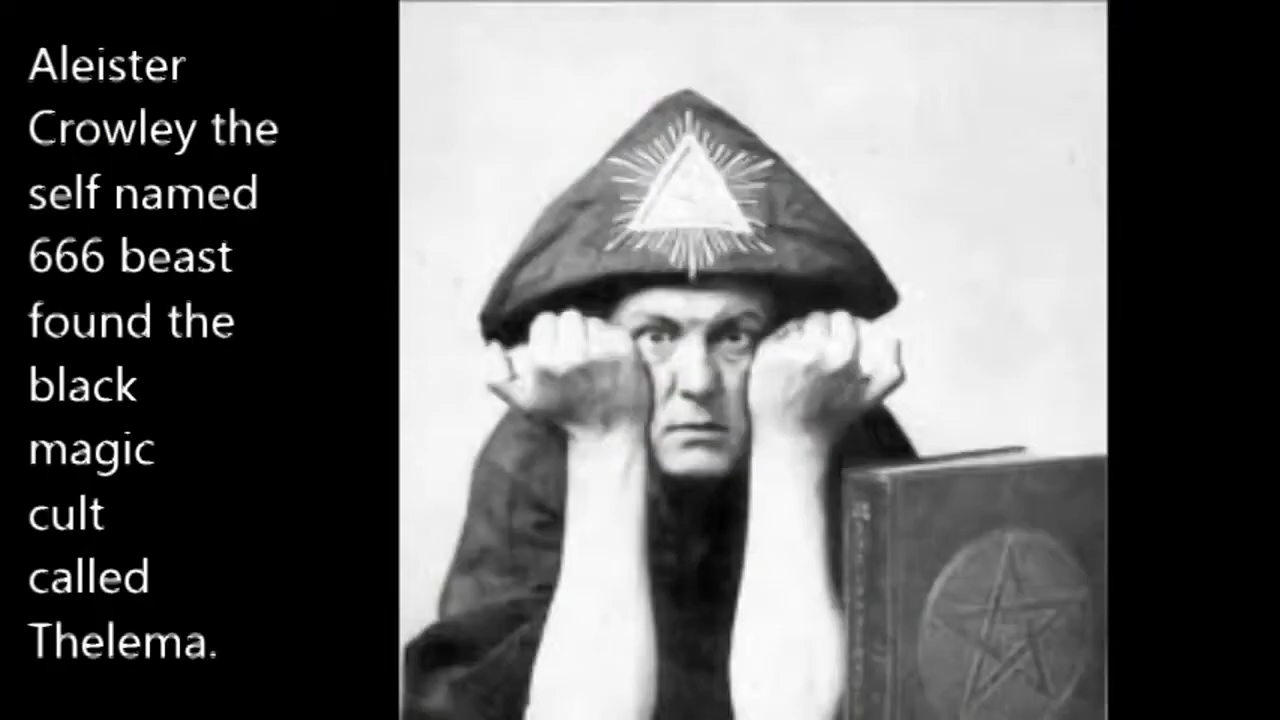 Aleister
Crowley the
self named
666 beast
found the
black
magic
cult
called
Thelema.